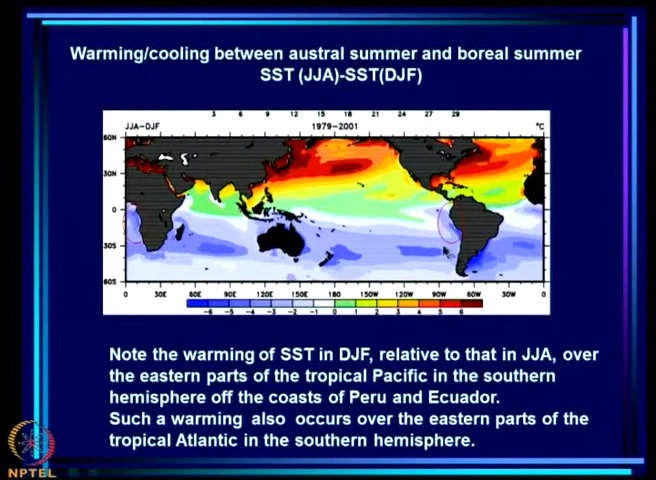 Warming/cooling between austral summer and boreal summer
SST (JJA)-SST(DJF)
3 6 9 12 15 18 21 24 27 29
JJA-DJF 1979-2001 °C
60N
30N
0
30S
60S
0 30E 60E 90E 120E 150E 180 150W 120W 90W 60W 30W 0
-6 -5 -4 -3 -2 -1 0 1 2 3 4 5 6
Note the warming of SST in DJF, relative to that in JJA, over
the eastern parts of the tropical Pacific in the southern
hemisphere off the coasts of Peru and Ecuador.
Such a warming also occurs over the eastern parts of the
tropical Atlantic in the southern hemisphere.
NPTEL